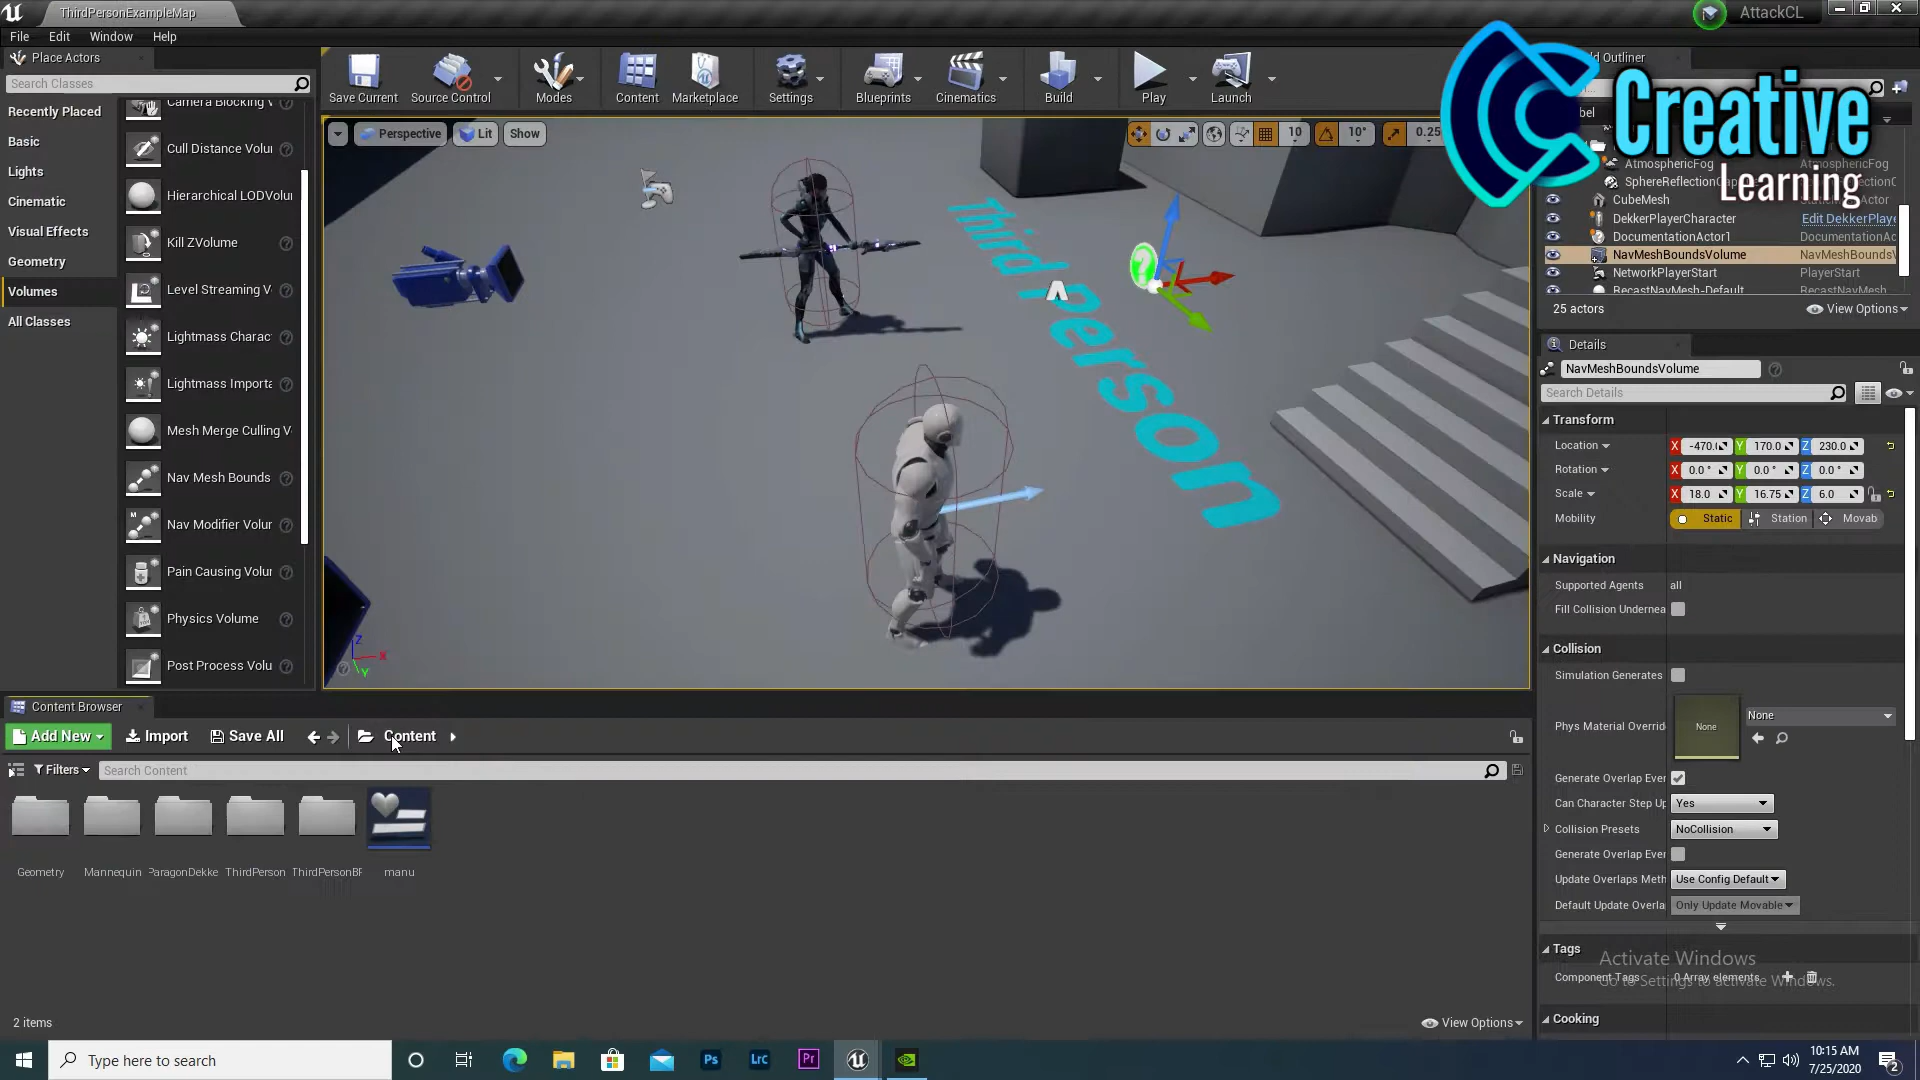 ThirdPersonExampleMap
AttackCL
File Edit Window Help
Place Actors
Search Classes
Recently Placed
Basic
Lights
Cinematic
Visual Effects
Geometry
Volumes
All Classes
Camera Blocking V
Cull Distance Volur
Hierarchical LODVolu
Kill ZVolume
Level Streaming V
Lightmass Charac
Lightmass Importa
Mesh Merge Culling V
Nav Mesh Bounds
Nav Modifier Volur
Pain Causing Volur
Physics Volume
Post Process Volu
Save Current Source Control Modes Content Marketplace Settings Blueprints Cinematics Build Play Launch
Perspective Lit Show
10 10° 0.25
Third Person
Creative
Learning
Outliner
AtmosphericFog AtmosphericFog
CubeMesh Actor
DekkerPlayerCharacter Edit DekkerPlaye
DocumentationActor1 DocumentationAc
NavMeshBoundsVolume NavMeshBoundsV
NetworkPlayerStart PlayerStart
RecastNavMesh-Default RecastNavMesh
25 actors View Options
Details
NavMeshBoundsVolume
Search Details
Transform
Location X -470.( Y 170.0 Z 230.0
Rotation X 0.0 ° Y 0.0 ° Z 0.0 °
Scale X 18.0 Y 16.75 Z 6.0
Mobility Static Station Movab
Navigation
Supported Agents all
Fill Collision Undernea
Collision
Simulation Generates
Phys Material Overrid None None
Generate Overlap Ever
Can Character Step Up Yes
Collision Presets NoCollision
Generate Overlap Ever
Update Overlaps Meth Use Config Default
Default Update Overla Only Update Movable
Tags
Component Tags 0 Array elements
Cooking
Activate Windows
Go to Settings to activate Windows.
Content Browser
Add New Import Save All Content
Filters Search Content
Geometry Mannequin ParagonDekke ThirdPerson ThirdPersonBF manu
2 items View Options
Type here to search
Ps Lrc Pr
10:15 AM
7/25/2020
2